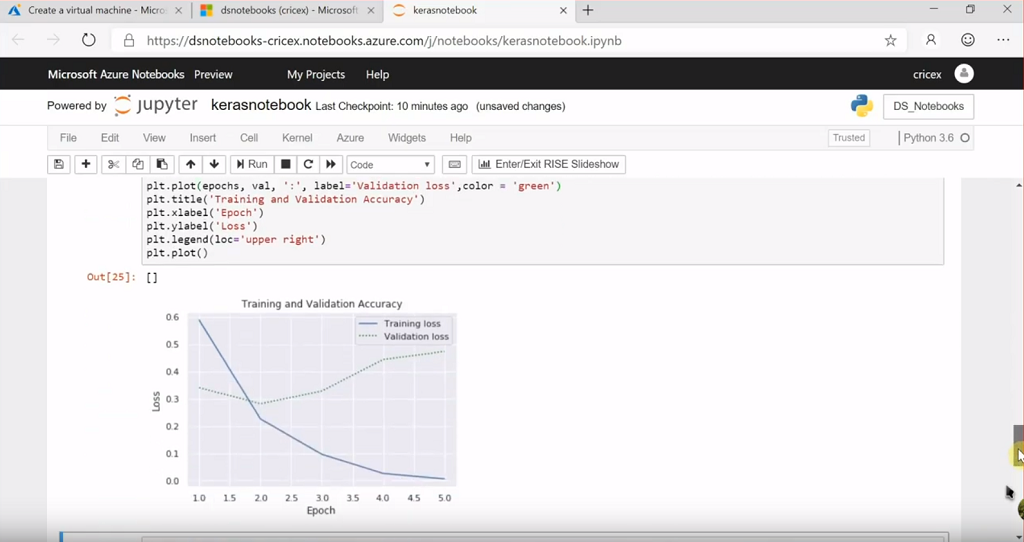 Create a virtual machine - Micros
dsnotebooks (cricex) - Microsoft
kerasnotebook
https://dsnotebooks-cricex.notebooks.azure.com/j/notebooks/kerasnotebook.ipynb
Microsoft Azure Notebooks Preview My Projects Help cricex
Powered by jupyter kerasnotebook Last Checkpoint: 10 minutes ago (unsaved changes) DS_Notebooks
File Edit View Insert Cell Kernel Azure Widgets Help Trusted Python 3.6
Run Code Enter/Exit RISE Slideshow
plt.plot(epochs, val, ':', label='Validation loss',color = 'green')
plt.title('Training and Validation Accuracy')
plt.xlabel('Epoch')
plt.ylabel('Loss')
plt.legend(loc='upper right')
plt.plot()
Out[25]: []
Training and Validation Accuracy
Training loss
Validation loss
0.6
0.5
0.4
0.3
0.2
0.1
0.0
Loss
1.0 1.5 2.0 2.5 3.0 3.5 4.0 4.5 5.0
Epoch